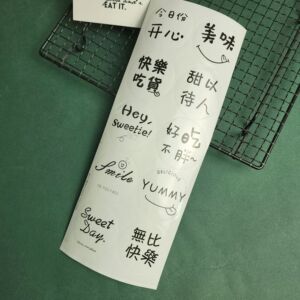 EAT IT.
今日份
开心
美味
快樂
吃貨
甜以
待人
Hey,
Sweetie!
好吃
不胖~
Smile
DELICIOUS
YUMMY
Sweet
Day.
無比
快樂